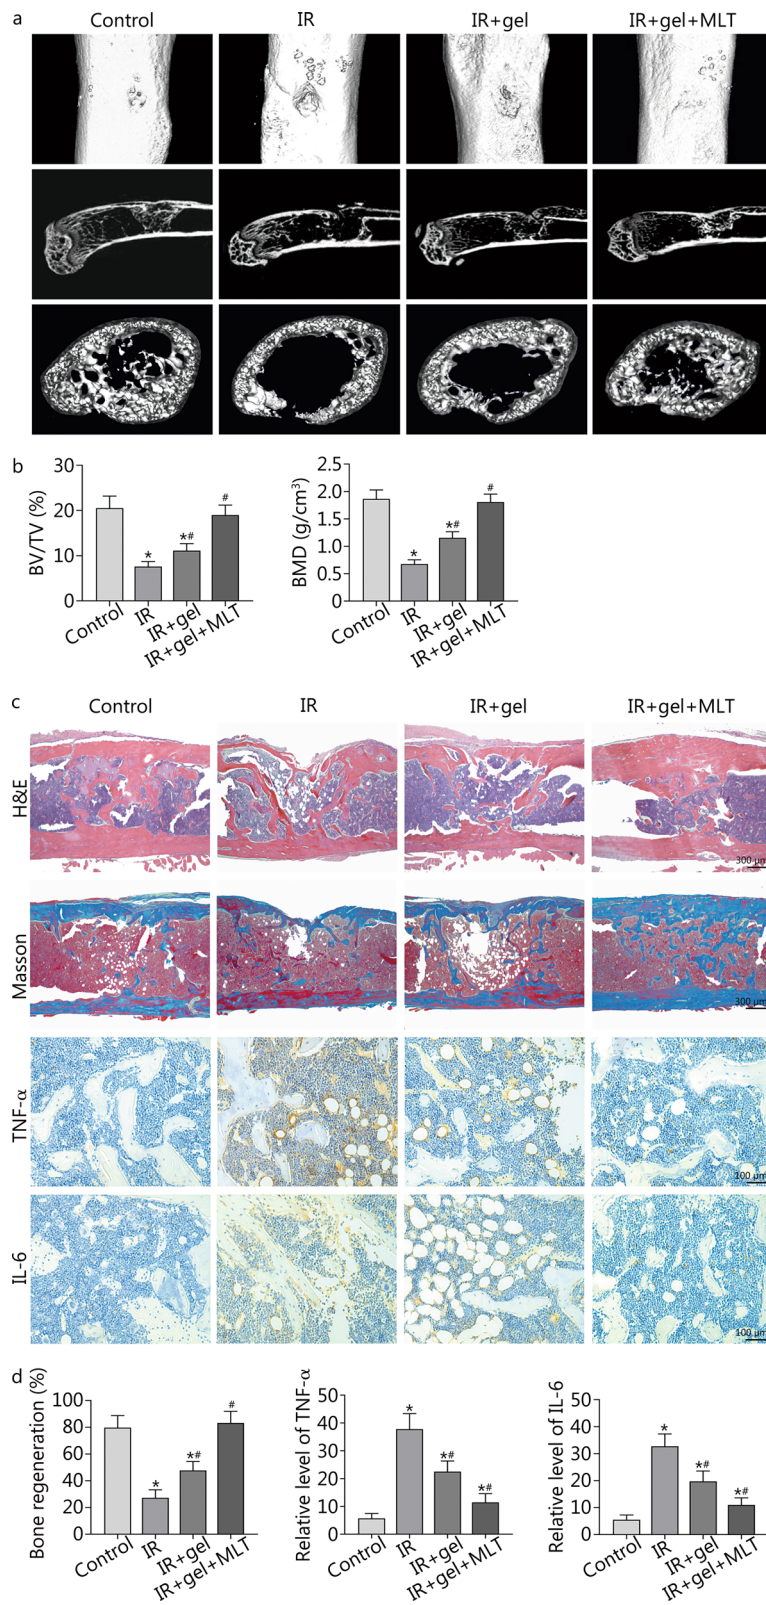 a
Control IR IR+gel IR+gel+MLT
b
BV/TV (%)
30
20
10
0
* *# #
Control IR IR+gel IR+gel+MLT
BMD (g/cm³)
2.5
2.0
1.5
1.0
0.5
0
* *# #
Control IR IR+gel IR+gel+MLT
c
Control IR IR+gel IR+gel+MLT
H&E
300 μm
Masson
300 μm
TNF-α
100 μm
IL-6
100 μm
d
Bone regeneration (%)
100
80
60
40
20
0
* *# #
Control IR IR+gel IR+gel+MLT
Relative level of TNF-α
50
40
30
20
10
0
* *# *#
Control IR IR+gel IR+gel+MLT
Relative level of IL-6
50
40
30
20
10
0
* *# *#
Control IR IR+gel IR+gel+MLT